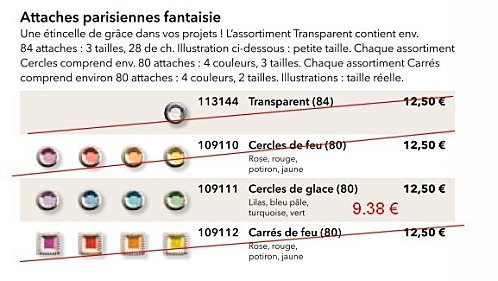 Attaches parisiennes fantaisie
Une étincelle de grâce dans vos projets ! L’assortiment Transparent contient env.
84 attaches : 3 tailles, 28 de ch. Illustration ci-dessous : petite taille. Chaque assortiment
Cercles comprend env. 80 attaches : 4 couleurs, 3 tailles. Chaque assortiment Carrés
comprend environ 80 attaches : 4 couleurs, 2 tailles. Illustrations : taille réelle.
113144 Transparent (84) 12,50 €
109110 Cercles de feu (80) 12,50 €
Rose, rouge,
potiron, jaune
109111 Cercles de glace (80) 12,50 €
Lilas, bleu pâle,
turquoise, vert
9.38 €
109112 Carrés de feu (80) 12,50 €
Rose, rouge,
potiron, jaune